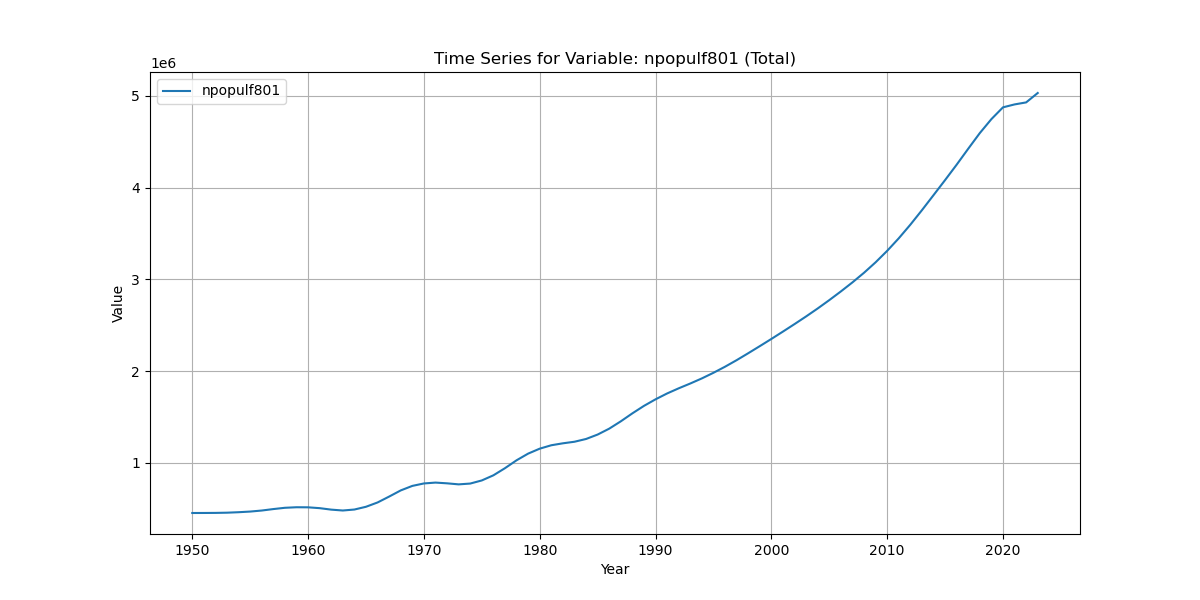 Time Series for Variable: npopulf801 (Total)
1e6
npopulf801
5
4
3
2
1
Value
1950 1960 1970 1980 1990 2000 2010 2020
Year